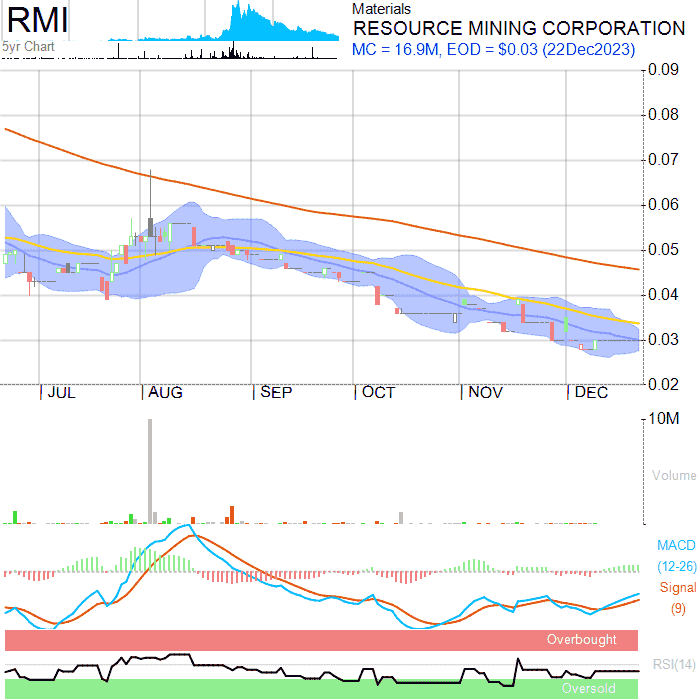 RMI
5yr Chart
Materials
RESOURCE MINING CORPORATION
MC = 16.9M, EOD = $0.03 (22Dec2023)
0.09
0.08
0.07
0.06
0.05
0.04
0.03
0.02
JUL AUG SEP OCT NOV DEC
10M
Volume
MACD
(12-26)
Signal
(9)
Overbought
RSI(14)
Oversold